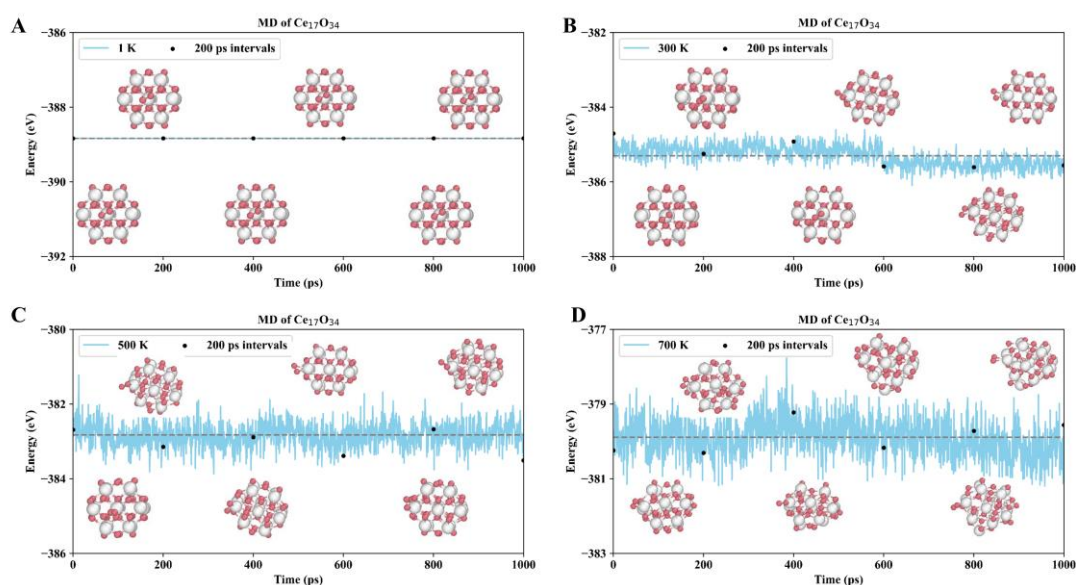 A
MD of Ce₁₇O₃₄
1 K
200 ps intervals
Energy (eV)
−386
−388
−390
−392
0 200 400 600 800 1000
Time (ps)
B
MD of Ce₁₇O₃₄
300 K
200 ps intervals
Energy (eV)
−382
−384
−386
−388
0 200 400 600 800 1000
Time (ps)
C
MD of Ce₁₇O₃₄
500 K
200 ps intervals
Energy (eV)
−380
−382
−384
−386
0 200 400 600 800 1000
Time (ps)
D
MD of Ce₁₇O₃₄
700 K
200 ps intervals
Energy (eV)
−377
−379
−381
−383
0 200 400 600 800 1000
Time (ps)